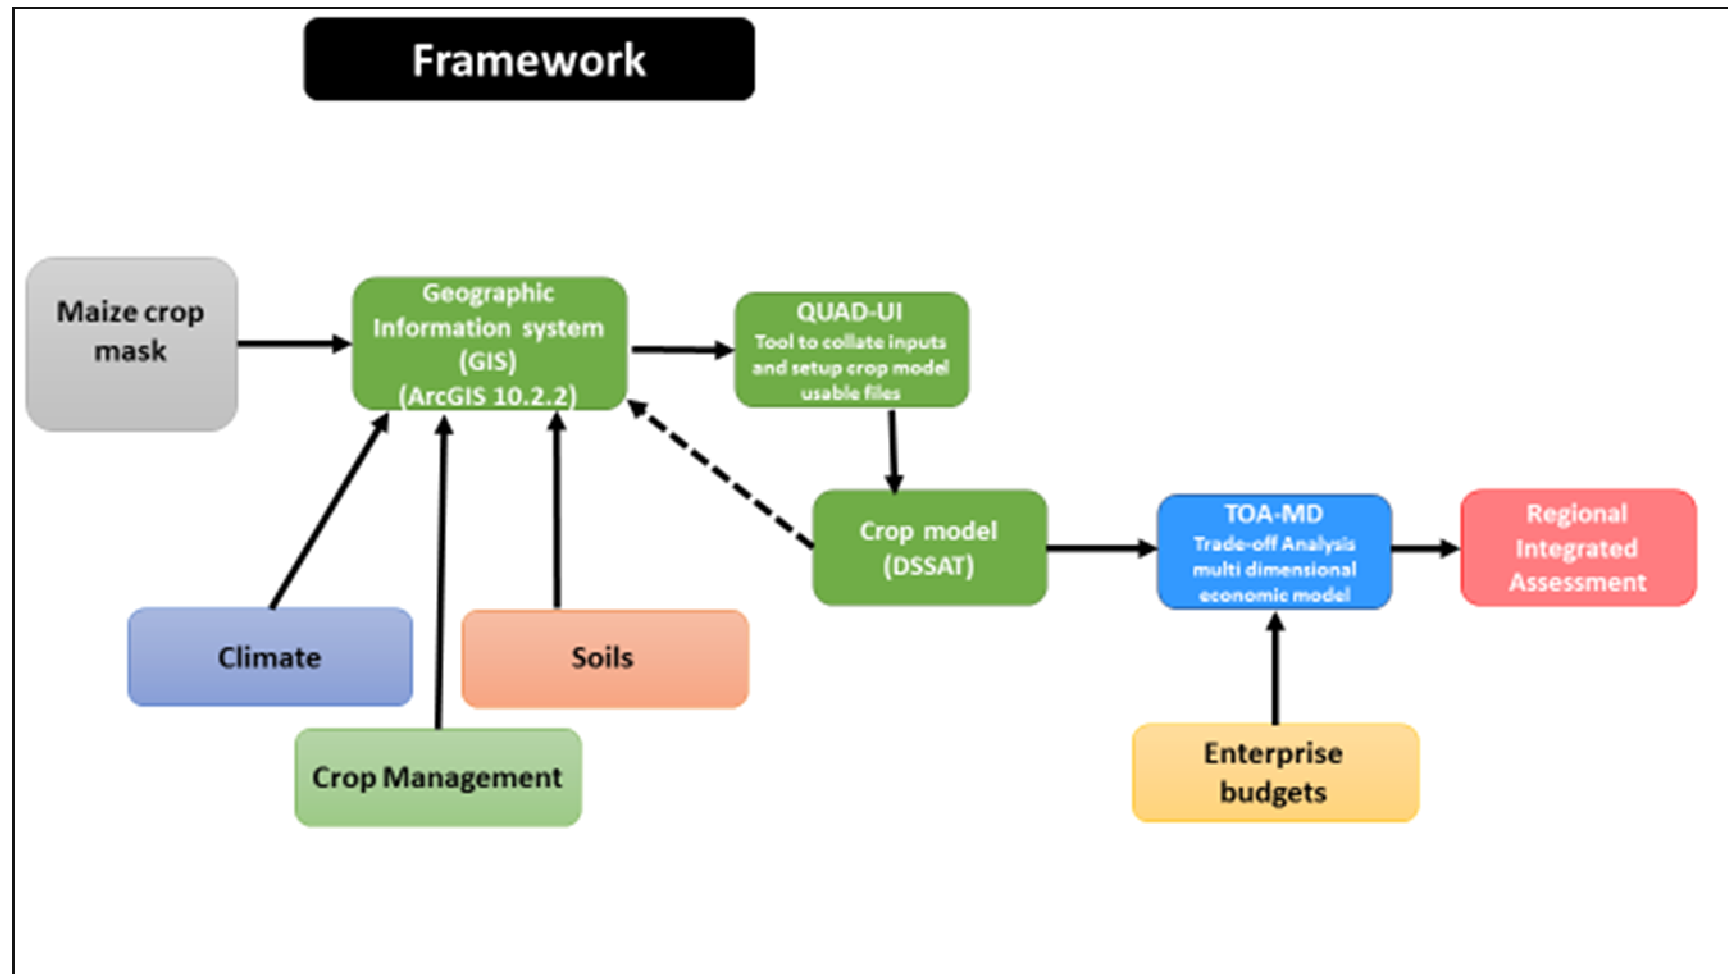 Framework
Maize crop
mask
Geographic
Information system
(GIS)
(ArcGIS 10.2.2)
QUAD-UI
Tool to collate inputs
and setup crop model
usable files
Crop model
(DSSAT)
TOA-MD
Trade-off Analysis
multi dimensional
economic model
Regional
Integrated
Assessment
Climate
Soils
Crop Management
Enterprise
budgets